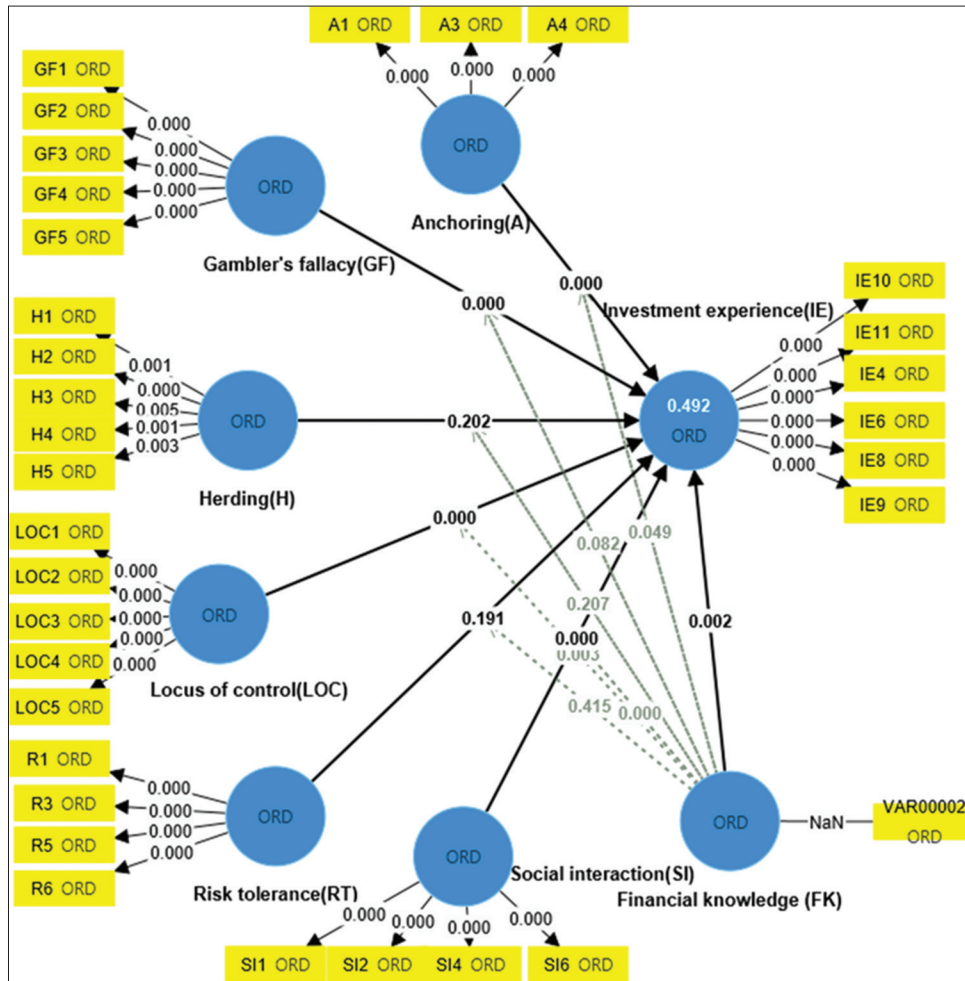 A1 ORD
A3 ORD
A4 ORD
0.000
0.000
0.000
ORD
Anchoring(A)
GF1 ORD
GF2 ORD
GF3 ORD
GF4 ORD
GF5 ORD
0.000
0.000
0.000
0.000
0.000
ORD
Gambler's fallacy(GF)
0.000
0.000
Investment experience(IE)
0.492
ORD
IE10 ORD
IE11 ORD
IE4 ORD
IE6 ORD
IE8 ORD
IE9 ORD
0.000
0.000
0.000
0.000
0.000
0.000
H1 ORD
H2 ORD
H3 ORD
H4 ORD
H5 ORD
0.001
0.000
0.005
0.001
0.003
ORD
Herding(H)
0.202
LOC1 ORD
LOC2 ORD
LOC3 ORD
LOC4 ORD
LOC5 ORD
0.000
0.000
0.000
0.000
0.000
ORD
Locus of control(LOC)
0.000
0.082
0.049
0.207
0.191
0.000
0.003
0.002
0.415
0.000
R1 ORD
R3 ORD
R5 ORD
R6 ORD
0.000
0.000
0.000
0.000
ORD
Risk tolerance(RT)
ORD
Social interaction(SI)
0.000
0.000
0.000
0.000
SI1 ORD
SI2 ORD
SI4 ORD
SI6 ORD
ORD
Financial knowledge (FK)
NaN
VAR00002
ORD